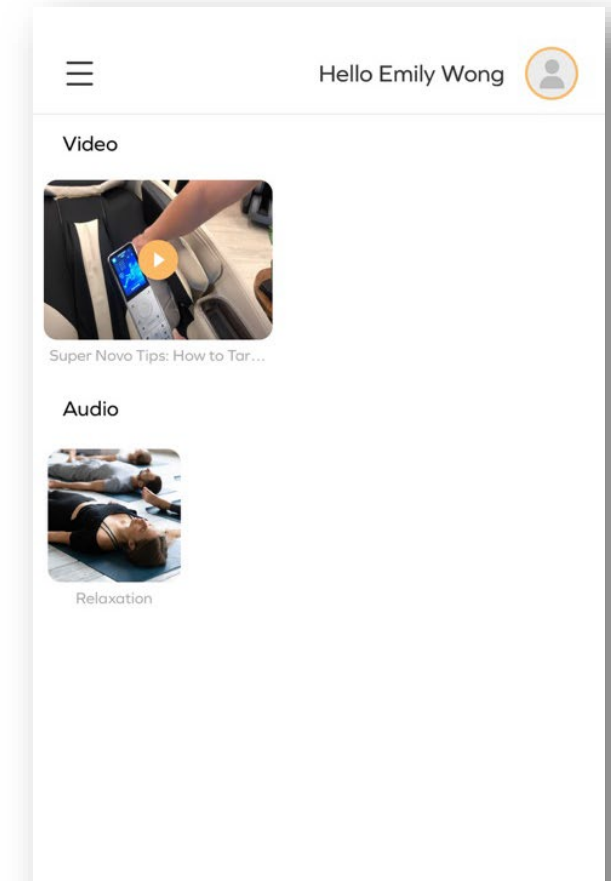 Hello Emily Wong
Video
Super Novo Tips: How to Tar...
Audio
Relaxation